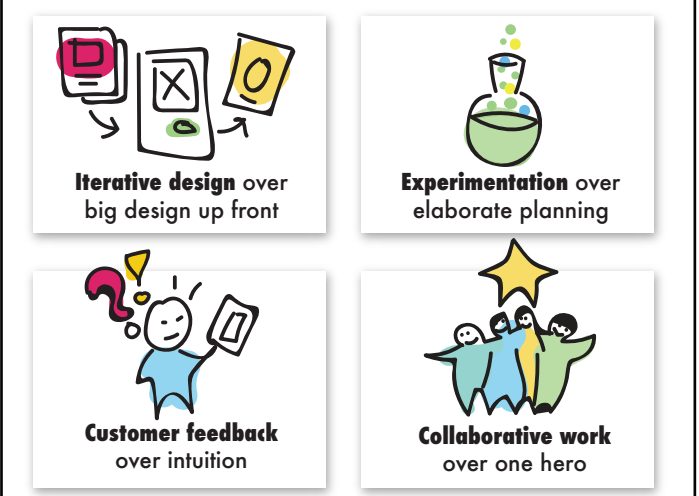 Iterative design over
big design up front
Experimentation over
elaborate planning
Customer feedback
over intuition
Collaborative work
over one hero